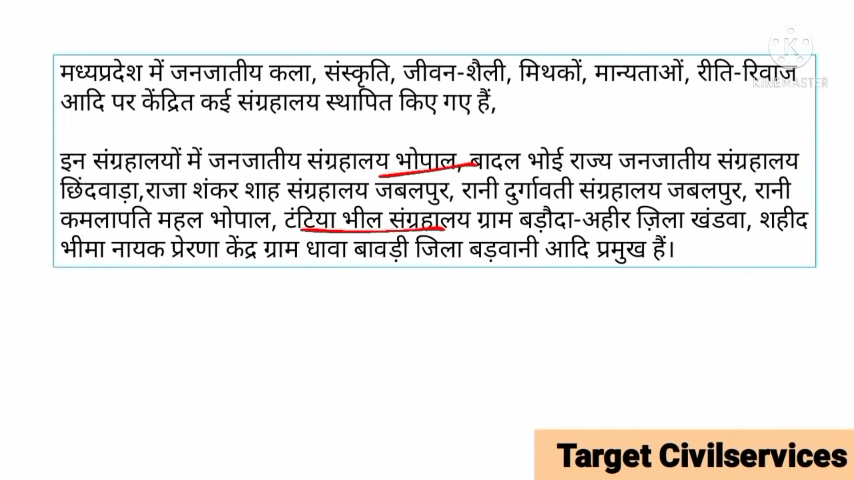 KINEMASTER
मध्यप्रदेश में जनजातीय कला, संस्कृति, जीवन-शैली, मिथकों, मान्यताओं, रीति-रिवाज
आदि पर केंद्रित कई संग्रहालय स्थापित किए गए हैं,
इन संग्रहालयों में जनजातीय संग्रहालय भोपाल, बादल भोई राज्य जनजातीय संग्रहालय
छिंदवाड़ा,राजा शंकर शाह संग्रहालय जबलपुर, रानी दुर्गावती संग्रहालय जबलपुर, रानी
कमलापति महल भोपाल, टंटिया भील संग्रहालय ग्राम बड़ौदा-अहीर ज़िला खंडवा, शहीद
भीमा नायक प्रेरणा केंद्र ग्राम धावा बावड़ी जिला बड़वानी आदि प्रमुख हैं।
Target Civilservices